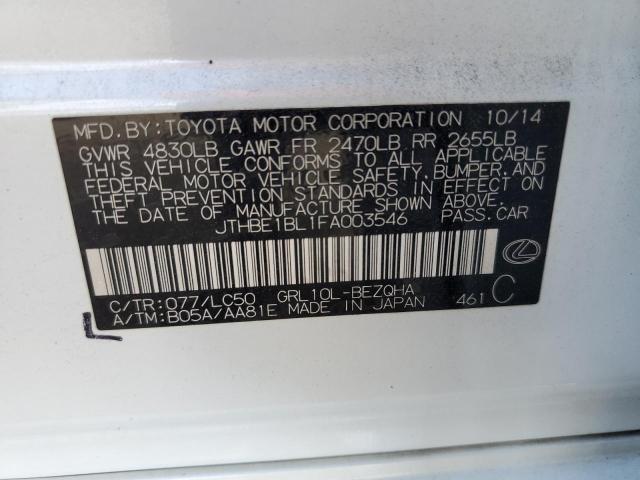 MFD. BY: TOYOTA MOTOR CORPORATION 10/14
GVWR 4830LB GAWR FR 2470LB RR 2655LB
THIS VEHICLE CONFORMS TO ALL APPLICABLE
FEDERAL MOTOR VEHICLE SAFETY, BUMPER, AND
THEFT PREVENTION STANDARDS IN EFFECT ON
THE DATE OF MANUFACTURE SHOWN ABOVE.
JTHBE1BL1FA003546 PASS. CAR
C/TR: 077/LC50 GRL10L-BEZQHA
A/TM: B05A/AA81E MADE IN JAPAN 461 C
L